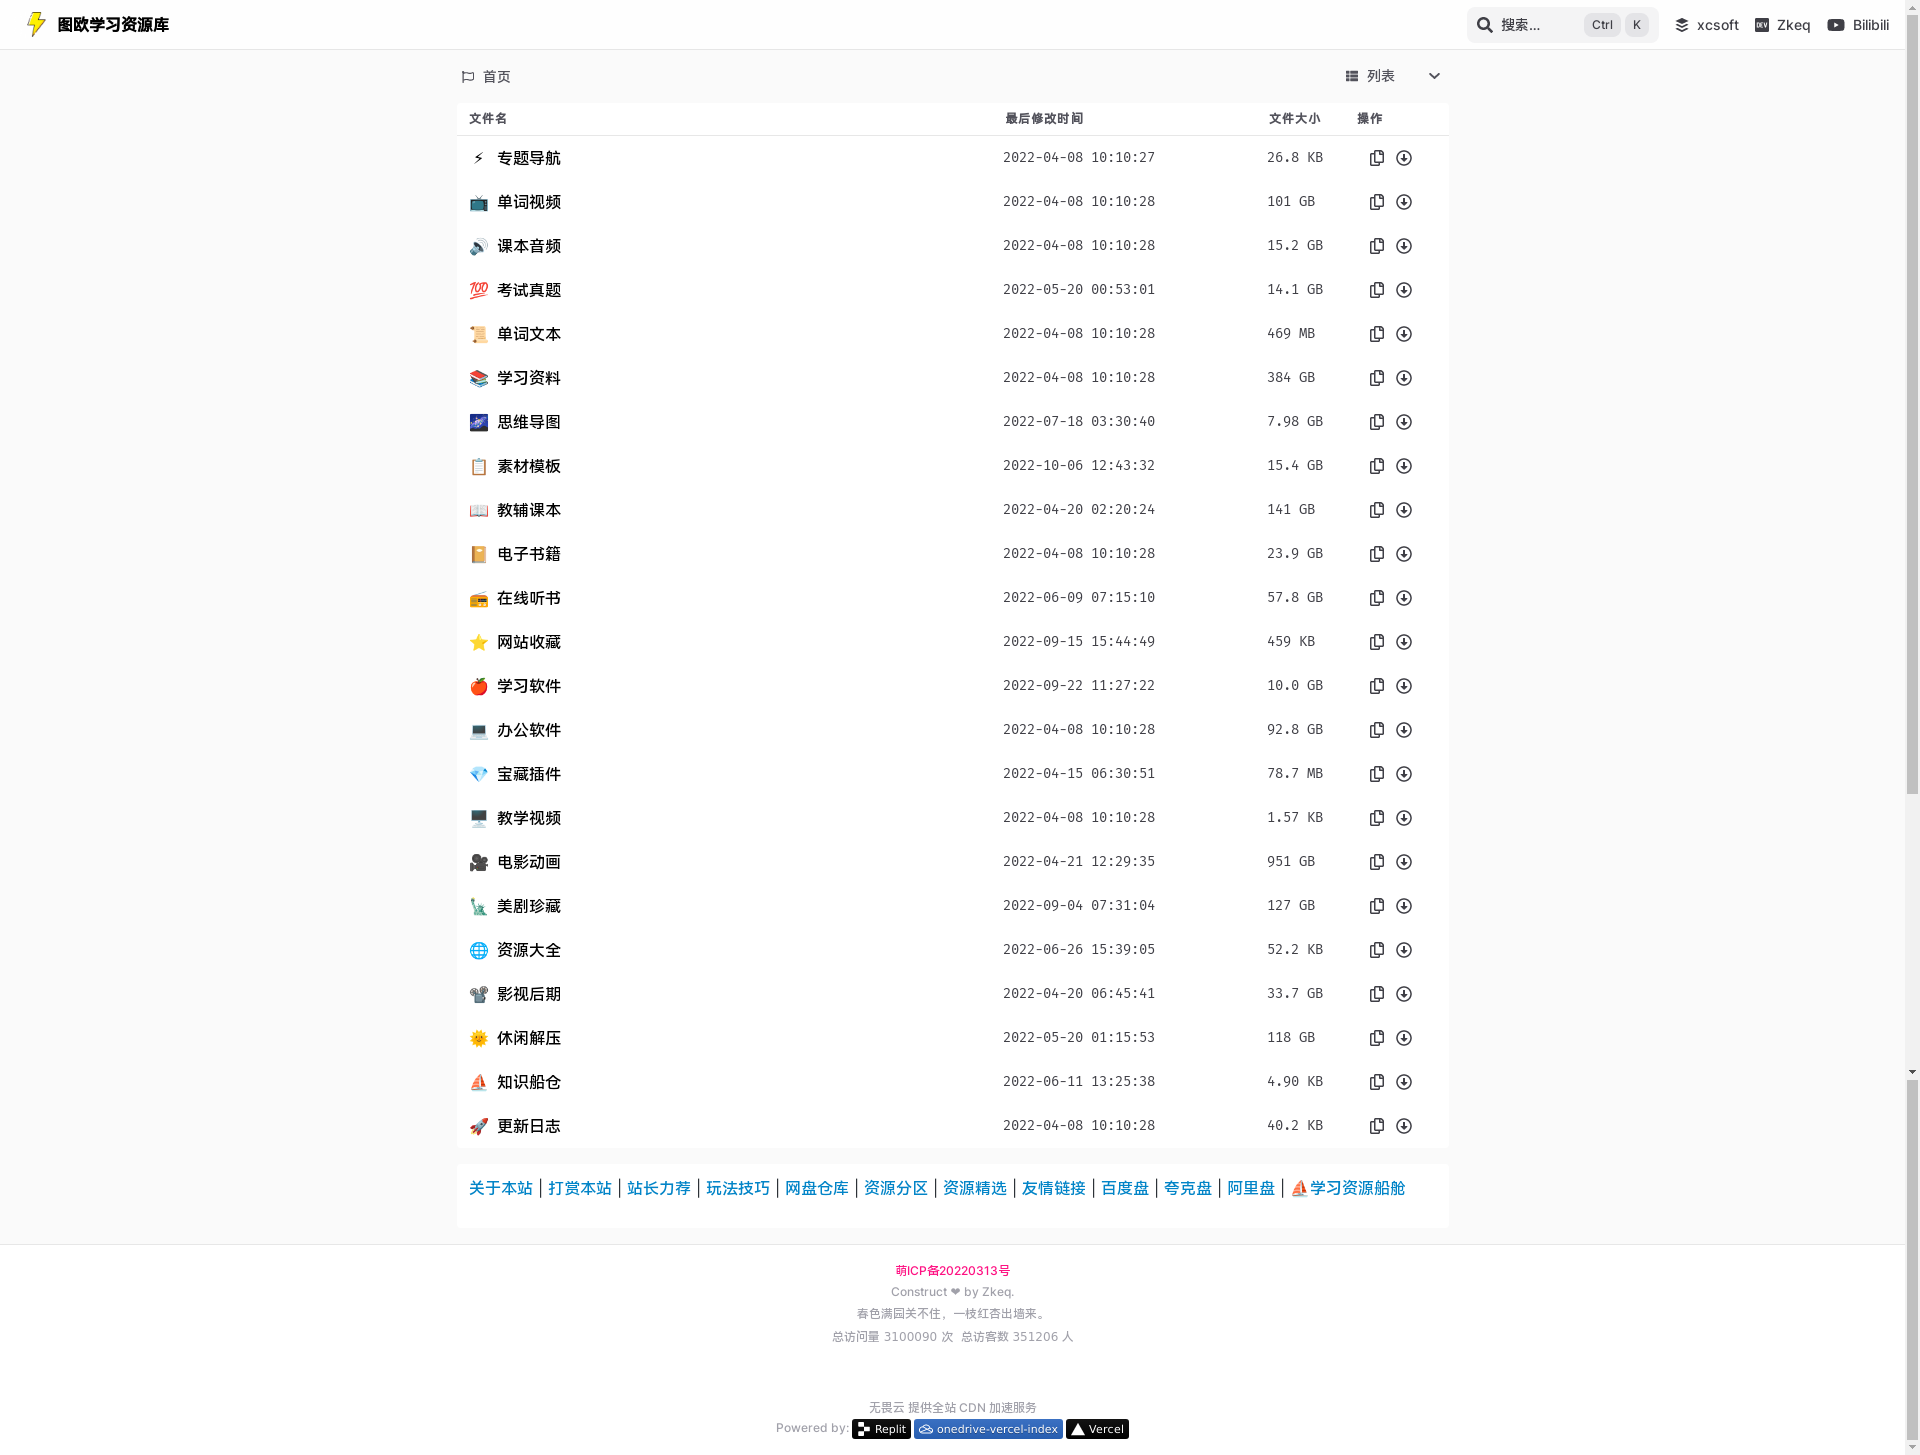 图欧学习资源库 搜索... Ctrl K xcsoft Zkeq Bilibili
首页 列表
文件名 最后修改时间 文件大小 操作
专题导航 2022-04-08 10:10:27 26.8 KB
单词视频 2022-04-08 10:10:28 101 GB
课本音频 2022-04-08 10:10:28 15.2 GB
考试真题 2022-05-20 00:53:01 14.1 GB
单词文本 2022-04-08 10:10:28 469 MB
学习资料 2022-04-08 10:10:28 384 GB
思维导图 2022-07-18 03:30:40 7.98 GB
素材模板 2022-10-06 12:43:32 15.4 GB
教辅课本 2022-04-20 02:20:24 141 GB
电子书籍 2022-04-08 10:10:28 23.9 GB
在线听书 2022-06-09 07:15:10 57.8 GB
网站收藏 2022-09-15 15:44:49 459 KB
学习软件 2022-09-22 11:27:22 10.0 GB
办公软件 2022-04-08 10:10:28 92.8 GB
宝藏插件 2022-04-15 06:30:51 78.7 MB
教学视频 2022-04-08 10:10:28 1.57 KB
电影动画 2022-04-21 12:29:35 951 GB
美剧珍藏 2022-09-04 07:31:04 127 GB
资源大全 2022-06-26 15:39:05 52.2 KB
影视后期 2022-04-20 06:45:41 33.7 GB
休闲解压 2022-05-20 01:15:53 118 GB
知识船仓 2022-06-11 13:25:38 4.90 KB
更新日志 2022-04-08 10:10:28 40.2 KB
关于本站 | 打赏本站 | 站长力荐 | 玩法技巧 | 网盘仓库 | 资源分区 | 资源精选 | 友情链接 | 百度盘 | 夸克盘 | 阿里盘 | ⛵学习资源船舱
萌ICP备20220313号
Construct ❤ by Zkeq.
春色满园关不住，一枝红杏出墙来。
总访问量 3100090 次 总访客数 351206 人
无畏云 提供全站 CDN 加速服务
Powered by: Replit onedrive-vercel-index Vercel